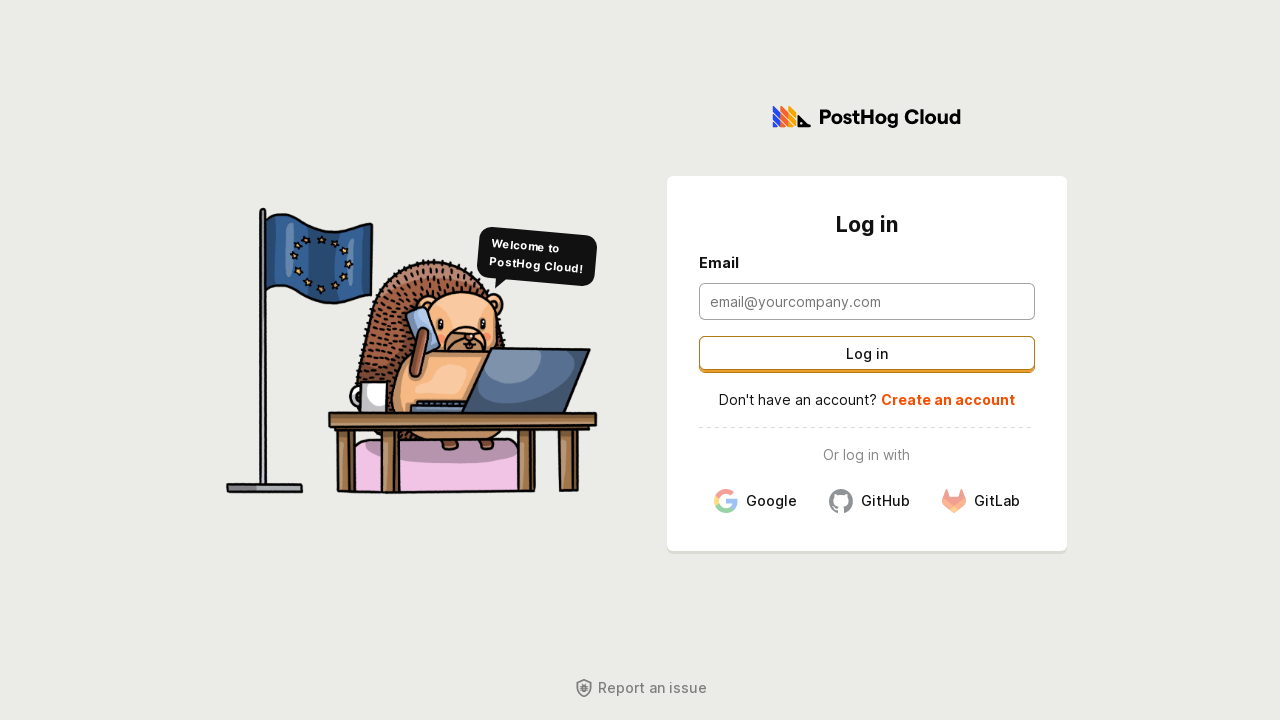 PostHog Cloud
Welcome to
PostHog Cloud!
Log in
Email
email@yourcompany.com
Log in
Don't have an account? Create an account
Or log in with
Google
GitHub
GitLab
Report an issue